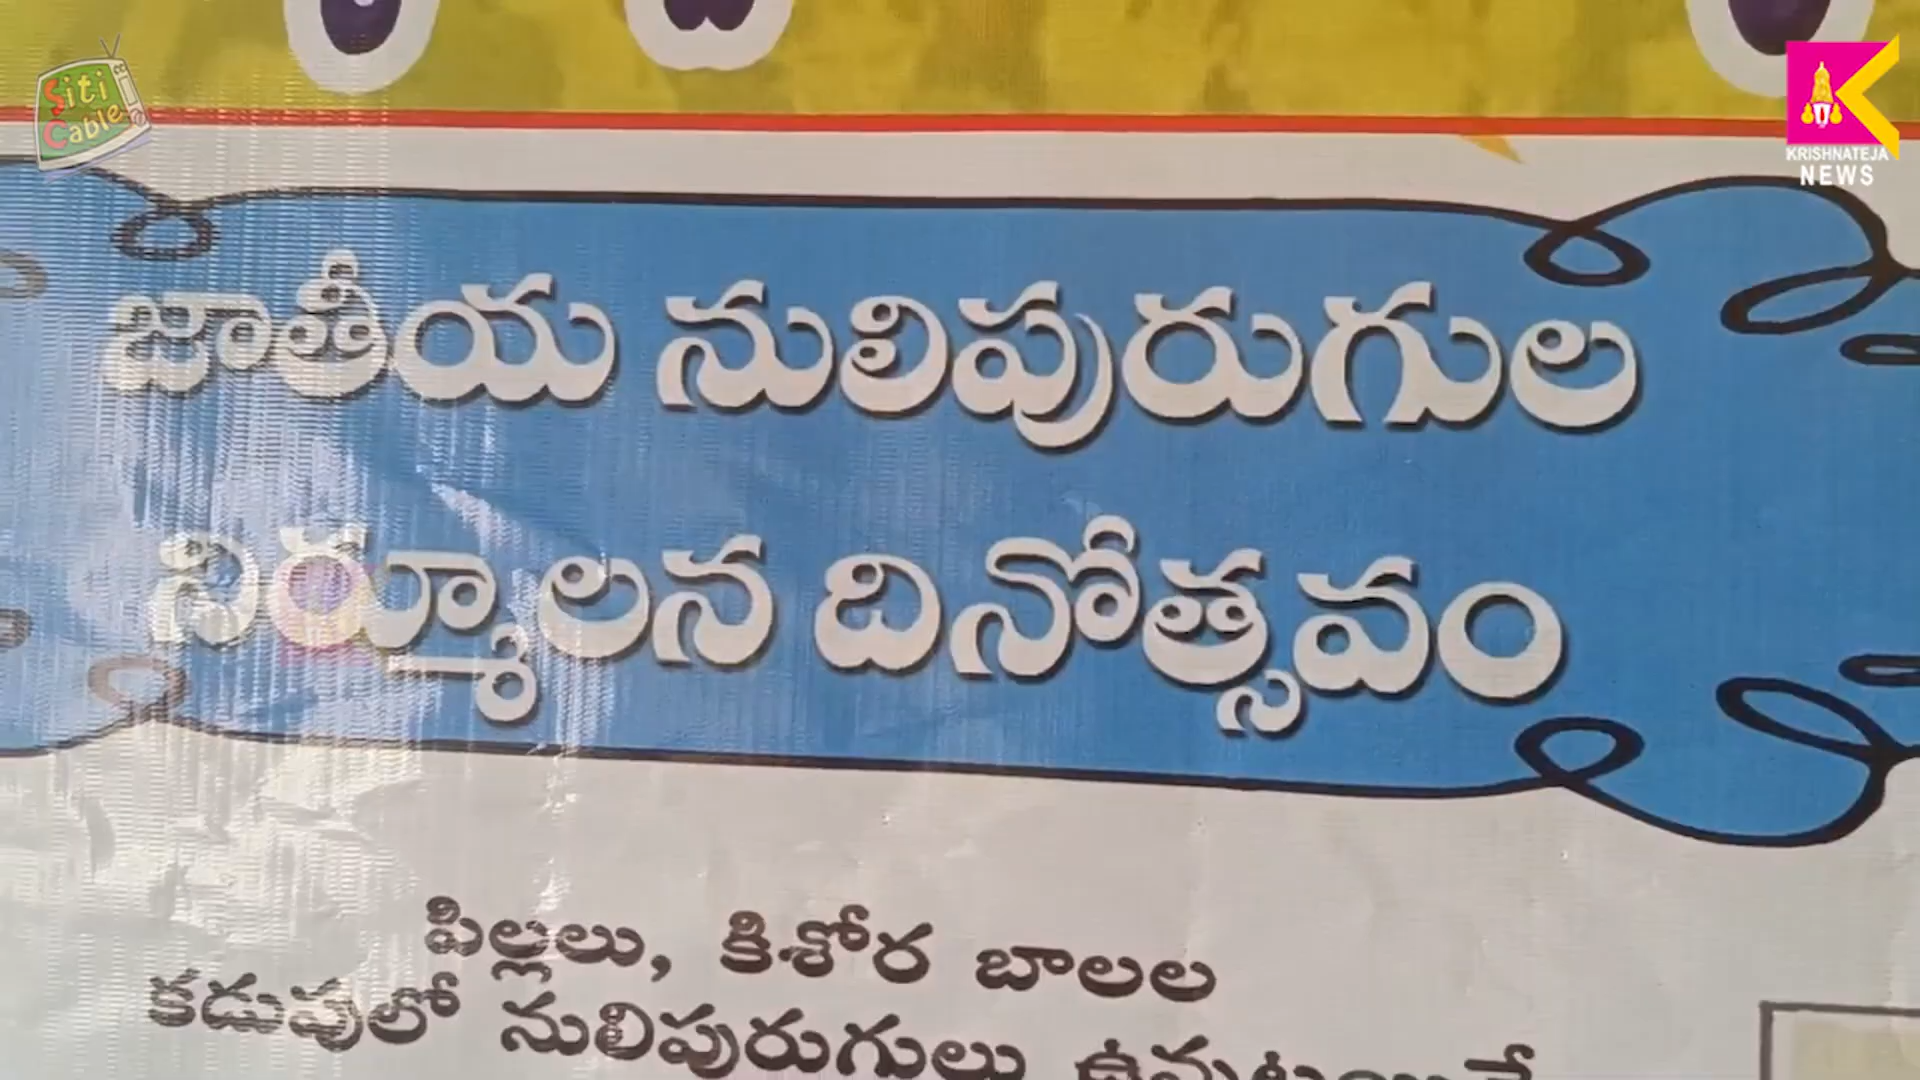 Siti
Cable
KRISHNATEJA
NEWS
జాతీయ నులిపురుగుల
నిర్మూలన దినోత్సవం
పిల్లలు, కిశోర బాలల
కడుపులో నులిపురుగులు